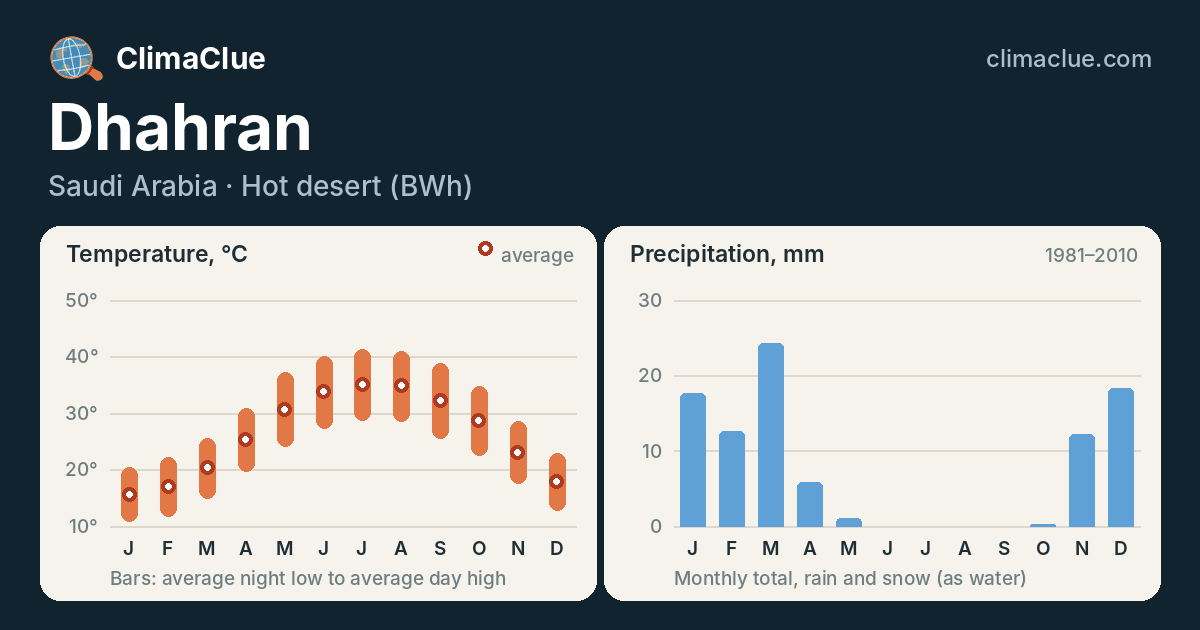 ClimaClue
climaclue.com
Dhahran
Saudi Arabia · Hot desert (BWh)
Temperature, °C
average
50°
40°
30°
20°
10°
J F M A M J J A S O N D
Bars: average night low to average day high
Precipitation, mm
1981–2010
30
20
10
0
J F M A M J J A S O N D
Monthly total, rain and snow (as water)